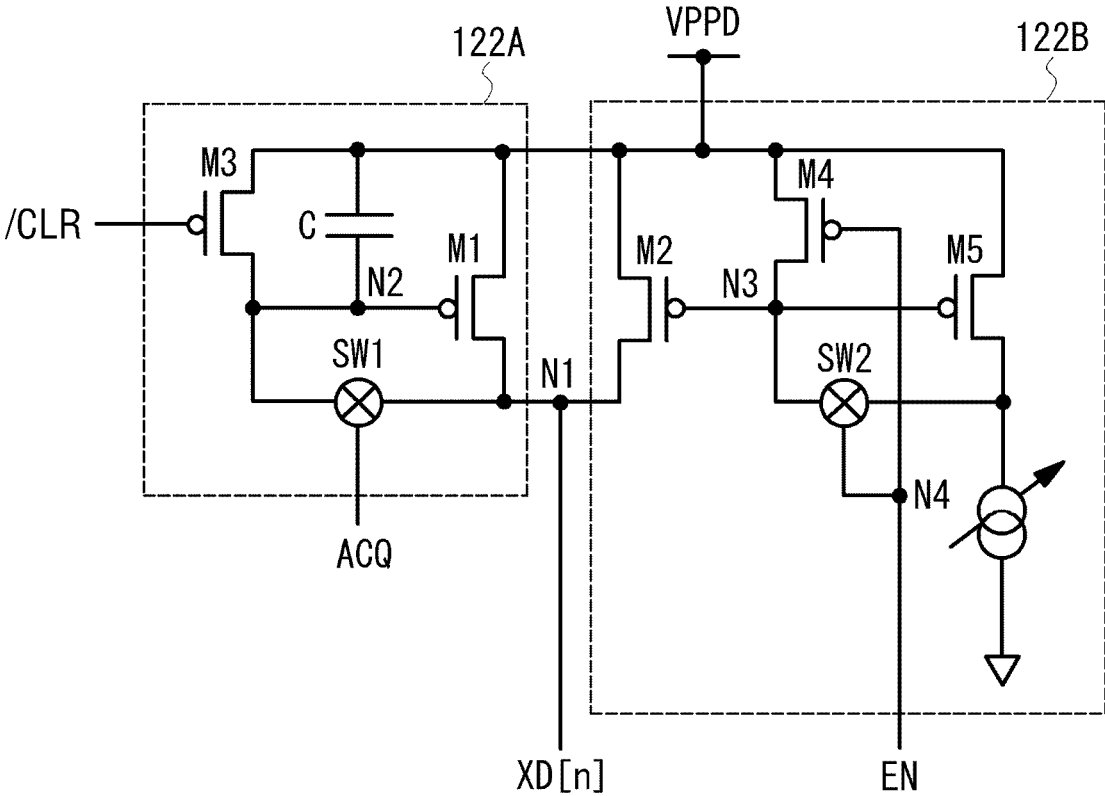 VPPD
122A
122B
M3
M4
/CLR
C
M1
M2
M5
N2
N3
SW1
N1
SW2
N4
ACQ
XD[n]
EN